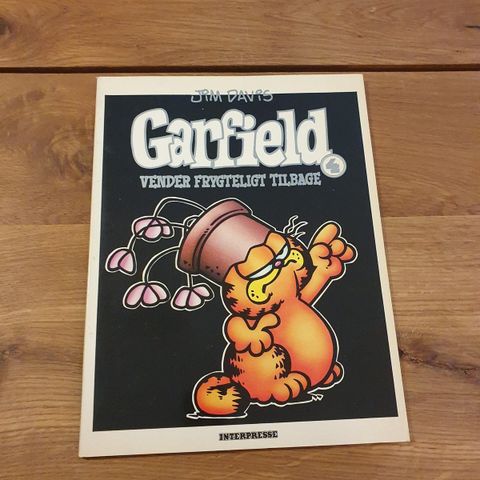 JIM DAVIS
Garfield
4
VENDER FRYGTELIGT TILBAGE
INTERPRESSE